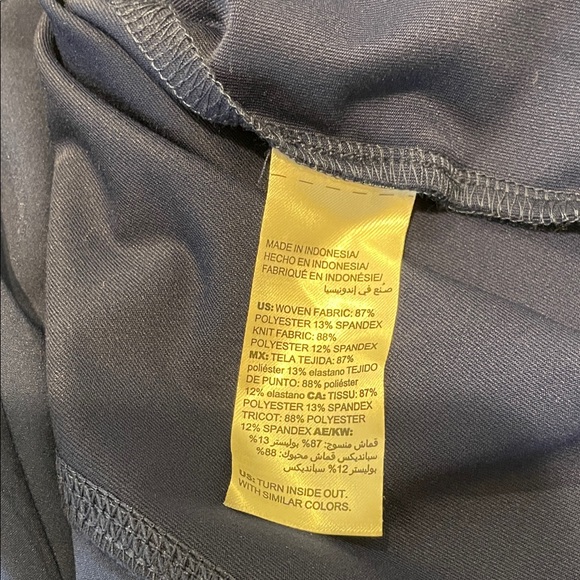 MADE IN INDONESIA/
HECHO EN INDONESIA/
FABRIQUÉ EN INDONÉSIE/
صنع في إندونيسيا
US: WOVEN FABRIC: 87%
POLYESTER 13% SPANDEX
KNIT FABRIC: 88%
POLYESTER 12% SPANDEX
MX: TELA TEJIDA: 87%
poliéster 13% elastano TEJIDO
DE PUNTO: 88% poliéster
12% elastano CA: TISSU: 87%
POLYESTER 13% SPANDEX
TRICOT: 88% POLYESTER
12% SPANDEX AE/KW:
قماش منسوج: 87% بوليستر 13%
سبانديكس قماش محبوك: 88%
بوليستر 12% سبانديكس
US: TURN INSIDE OUT.
WITH SIMILAR COLORS.